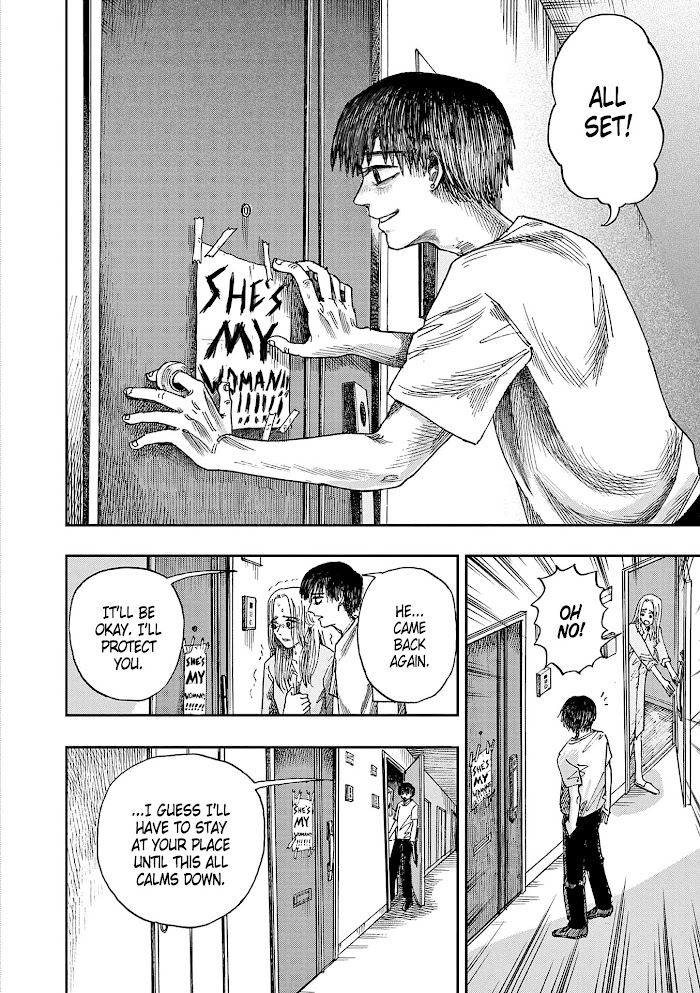 ALL
SET!
SHE'S
MY
WOMAN!!!
!!!!!!
OH
NO!
SHE'S
MY
WOMAN!!
!!!!!!
HE...
CAME
BACK
AGAIN.
IT'LL BE
OKAY. I'LL
PROTECT
YOU.
SHE'S
MY
WOMAN!!
!!!!!!
...I GUESS I'LL
HAVE TO STAY
AT YOUR PLACE
UNTIL THIS ALL
CALMS DOWN.
SHE'S
MY
WOMAN!!
!!!!!!